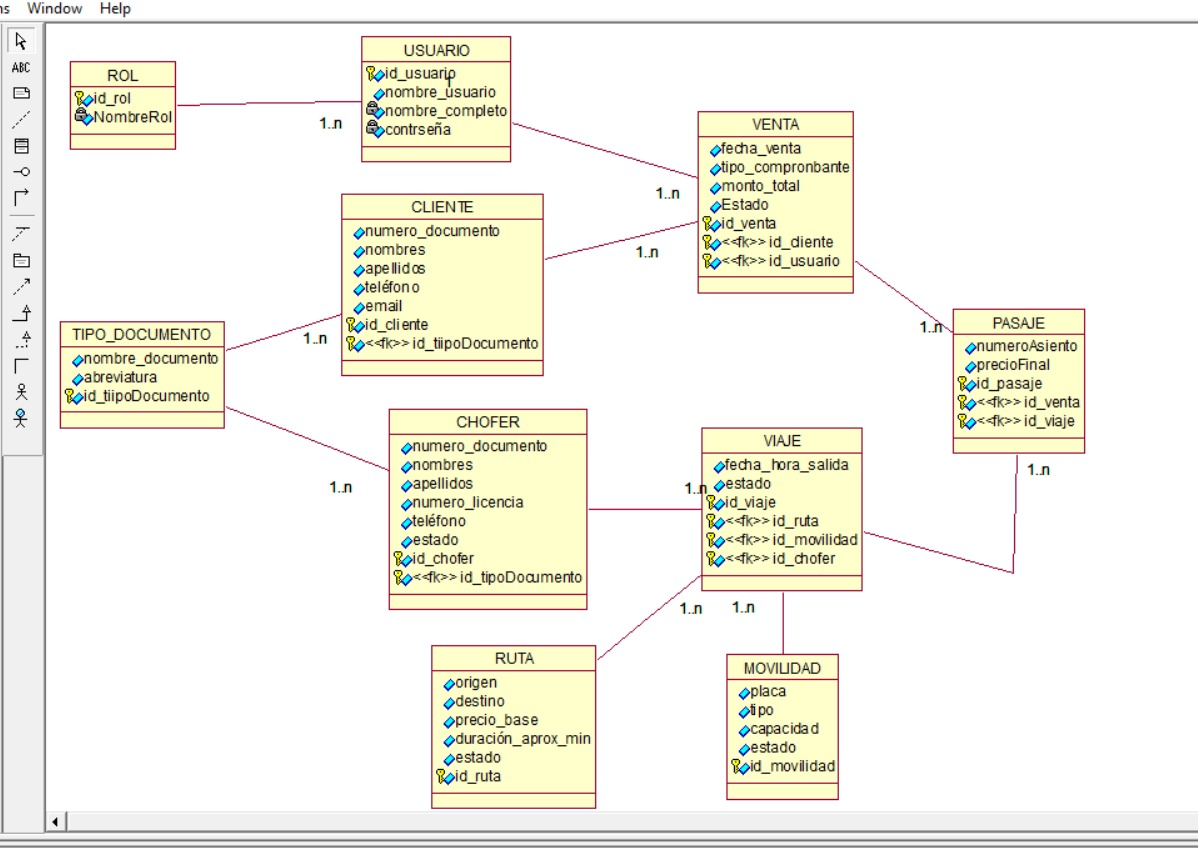 ns Window Help
ABC
ROL
id_rol
NombreRol
1..n
USUARIO
id_usuario
nombre_usuario
nombre_completo
contrseña
1..n
VENTA
fecha_venta
tipo_compronbante
monto_total
Estado
id_venta
<<fk>> id_cliente
<<fk>> id_usuario
CLIENTE
numero_documento
nombres
apellidos
teléfono
email
id_cliente
<<fk>> id_tiipoDocumento
1..n
TIPO_DOCUMENTO
nombre_documento
abreviatura
id_tiipoDocumento
1..n
1..n
PASAJE
numeroAsiento
precioFinal
id_pasaje
<<fk>> id_venta
<<fk>> id_viaje
1..n
CHOFER
numero_documento
nombres
apellidos
numero_licencia
teléfono
estado
id_chofer
<<fk>> id_tipoDocumento
1..n
1..n
VIAJE
fecha_hora_salida
estado
id_viaje
<<fk>> id_ruta
<<fk>> id_movilidad
<<fk>> id_chofer
1..n
1..n
RUTA
origen
destino
precio_base
duración_aprox_min
estado
id_ruta
MOVILIDAD
placa
tipo
capacidad
estado
id_movilidad